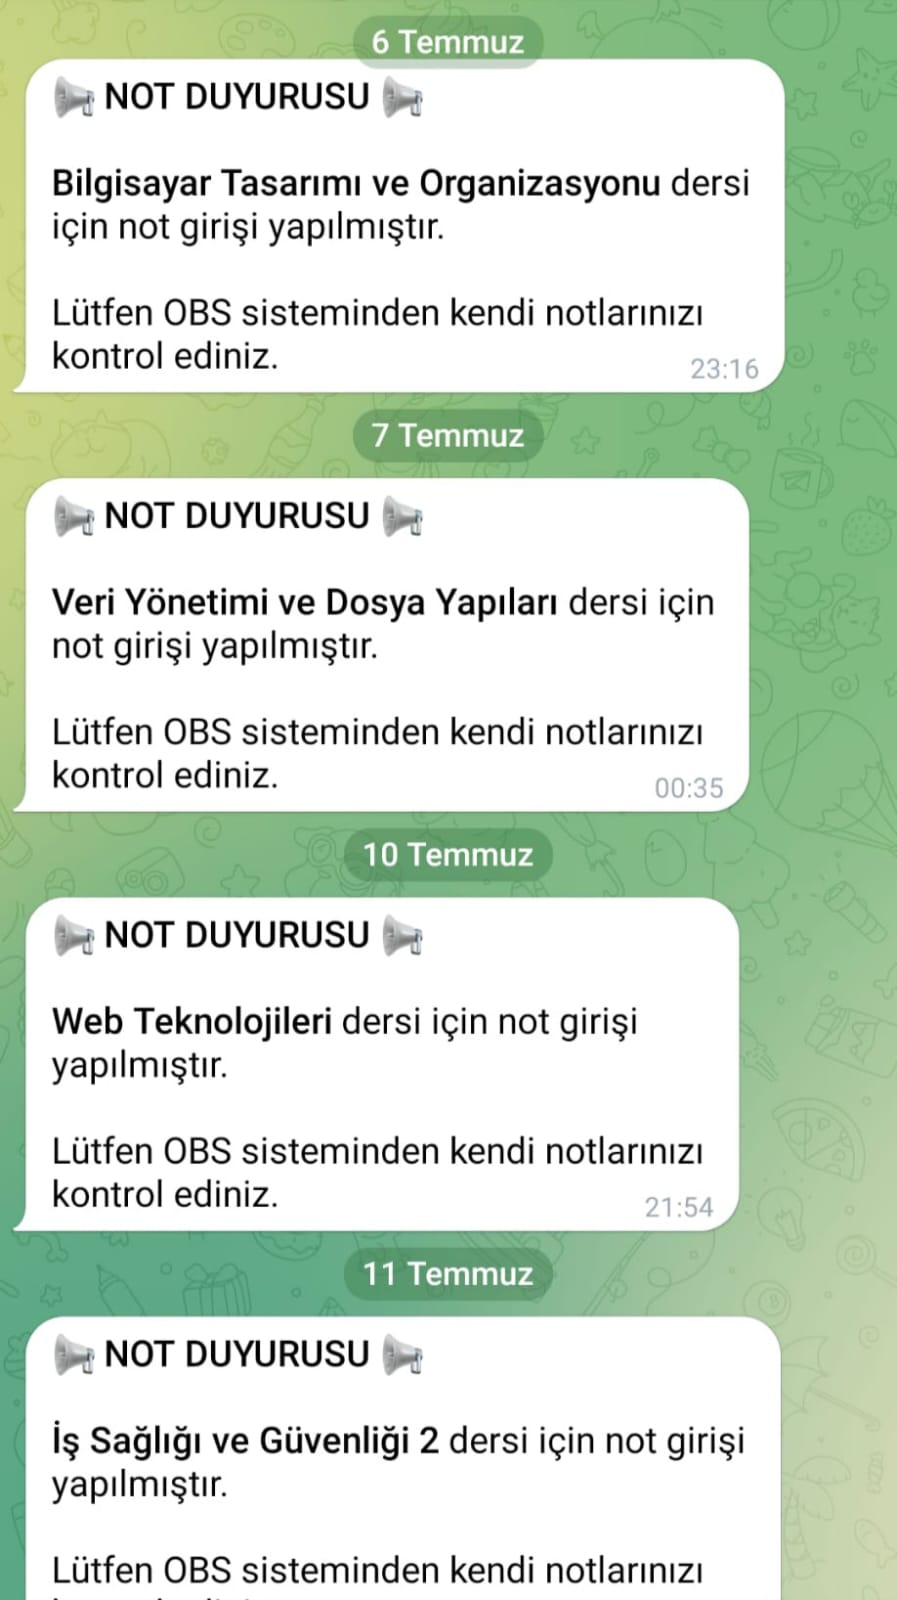 6 Temmuz
📢 NOT DUYURUSU 📢
Bilgisayar Tasarımı ve Organizasyonu dersi
için not girişi yapılmıştır.
Lütfen OBS sisteminden kendi notlarınızı
kontrol ediniz.
23:16
7 Temmuz
📢 NOT DUYURUSU 📢
Veri Yönetimi ve Dosya Yapıları dersi için
not girişi yapılmıştır.
Lütfen OBS sisteminden kendi notlarınızı
kontrol ediniz.
00:35
10 Temmuz
📢 NOT DUYURUSU 📢
Web Teknolojileri dersi için not girişi
yapılmıştır.
Lütfen OBS sisteminden kendi notlarınızı
kontrol ediniz.
21:54
11 Temmuz
📢 NOT DUYURUSU 📢
İş Sağlığı ve Güvenliği 2 dersi için not girişi
yapılmıştır.
Lütfen OBS sisteminden kendi notlarınızı